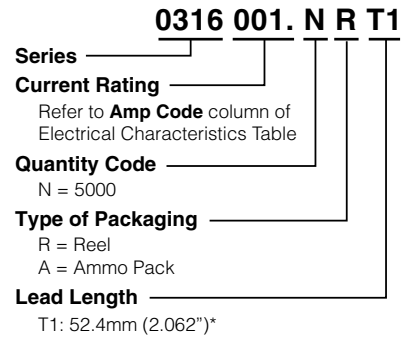 0316 001. N R T1
Series
Current Rating
Refer to Amp Code column of
Electrical Characteristics Table
Quantity Code
N = 5000
Type of Packaging
R = Reel
A = Ammo Pack
Lead Length
T1: 52.4mm (2.062”)*